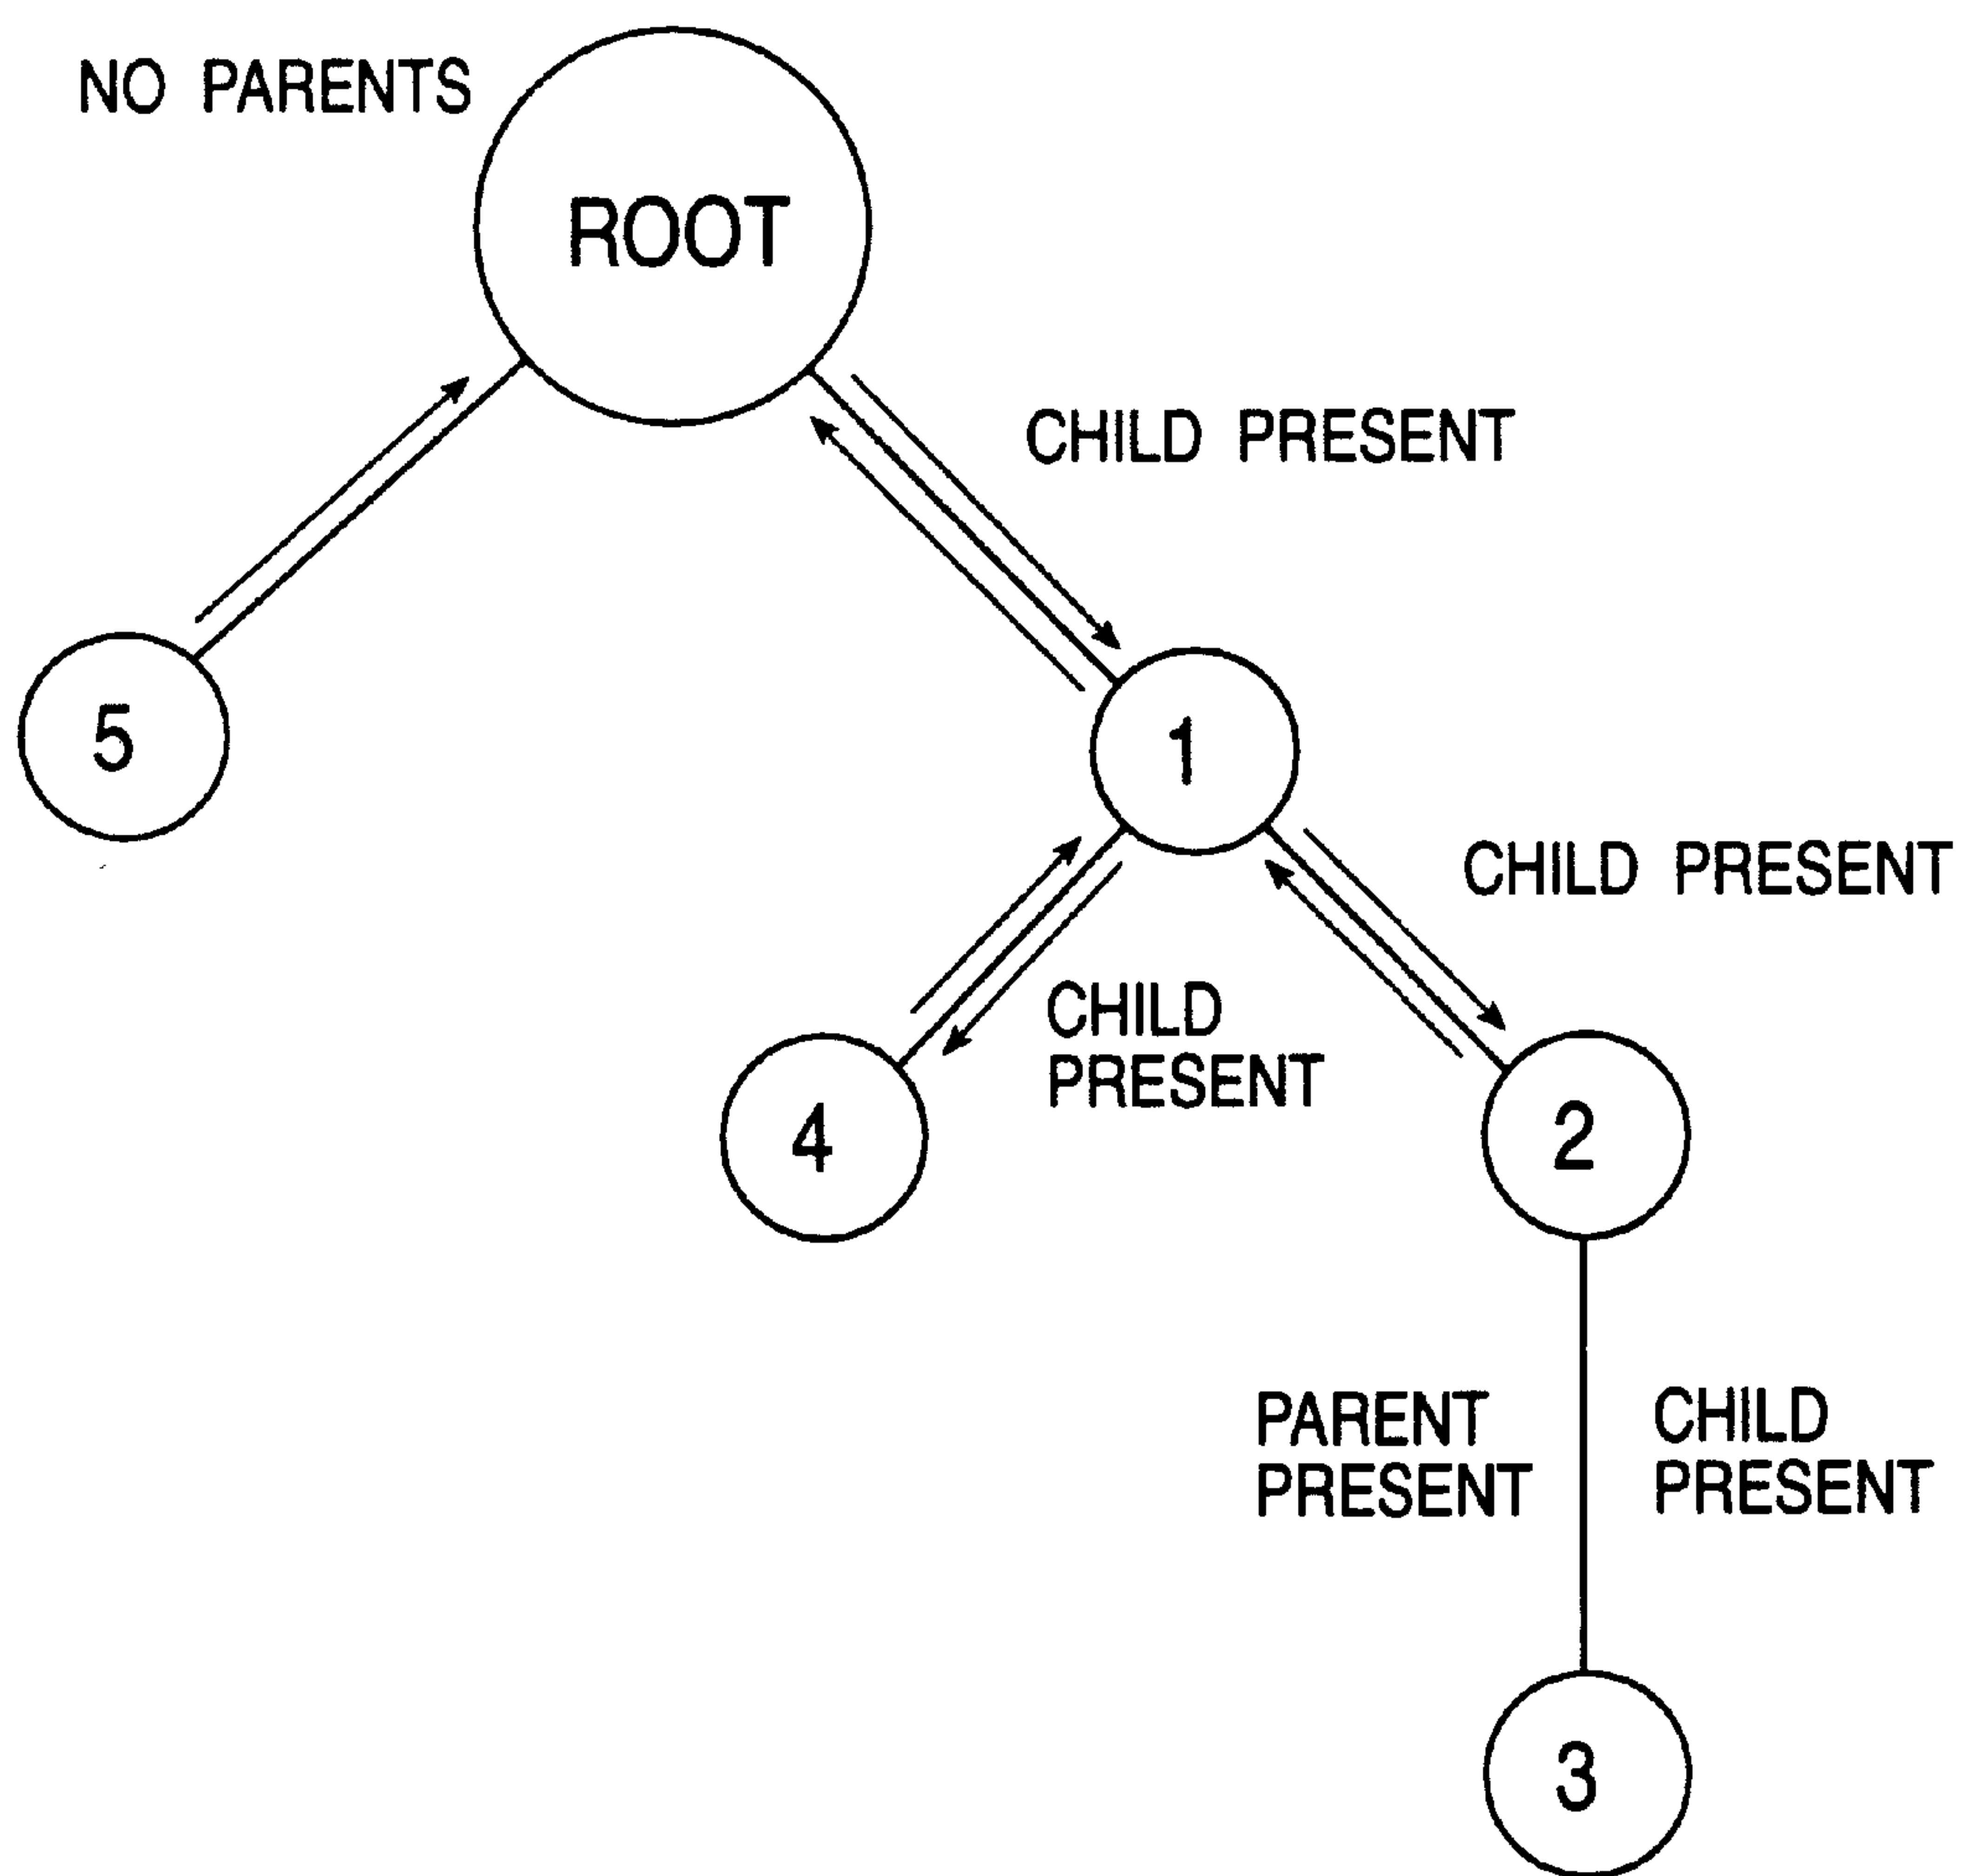 NO PARENTS
ROOT
CHILD PRESENT
5
1
CHILD PRESENT
CHILD
PRESENT
4
2
PARENT
PRESENT
CHILD
PRESENT
3